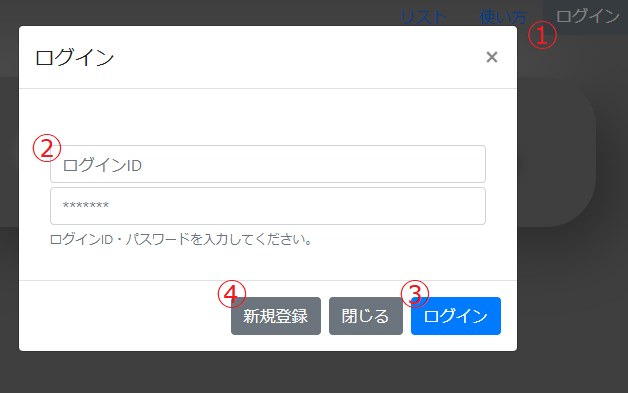 リスト 使い方 ① ログイン
ログイン ×
②
ログインID
*******
ログインID・パスワードを入力してください。
④ ③
新規登録 閉じる ログイン